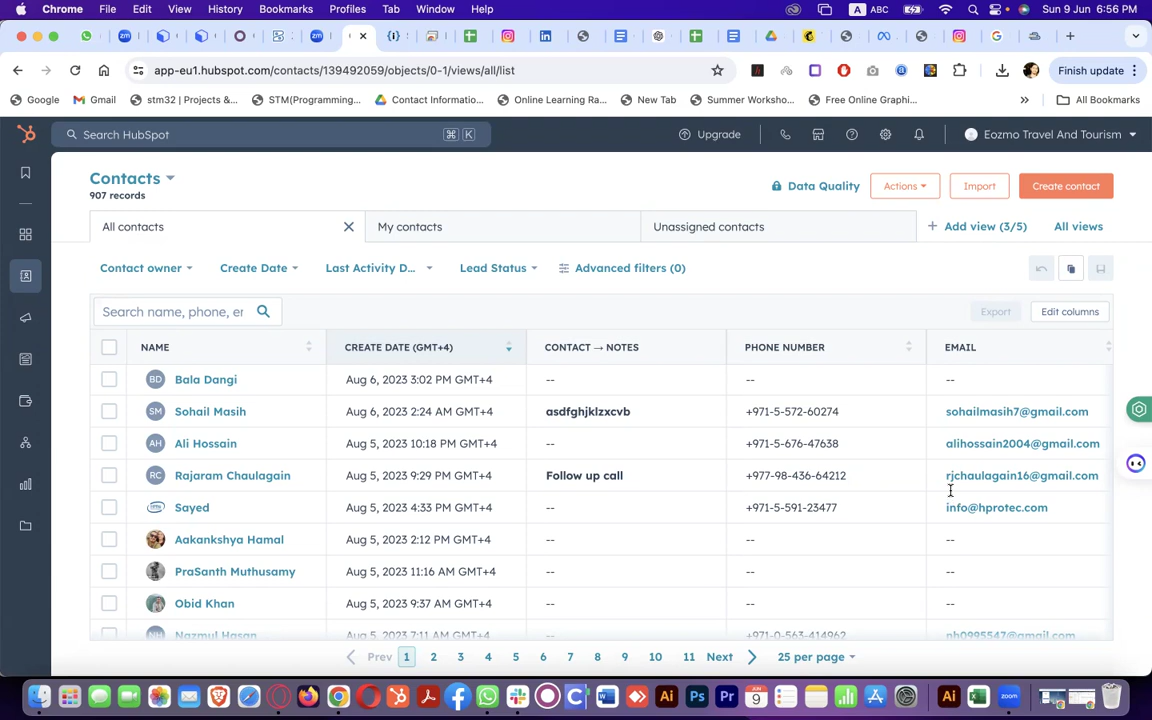 Chrome File Edit View History Bookmarks Profiles Tab Window Help A ABC Sun 9 Jun 6:56 PM
app-eu1.hubspot.com/contacts/139492059/objects/0-1/views/all/list Finish update
Google Gmail stm32 | Projects &... STM(Programming... Contact Informatio... Online Learning Ra... New Tab Summer Worksho... Free Online Graphi... » All Bookmarks
Search HubSpot ⌘ K Upgrade Eozmo Travel And Tourism
Contacts
907 records
Data Quality Actions Import Create contact
All contacts My contacts Unassigned contacts + Add view (3/5) All views
Contact owner Create Date Last Activity D... Lead Status Advanced filters (0)
Search name, phone, er Export Edit columns
NAME CREATE DATE (GMT+4) CONTACT → NOTES PHONE NUMBER EMAIL
BD Bala Dangi Aug 6, 2023 3:02 PM GMT+4 -- -- --
SM Sohail Masih Aug 6, 2023 2:24 AM GMT+4 asdfghjklzxcvb +971-5-572-60274 sohailmasih7@gmail.com
AH Ali Hossain Aug 5, 2023 10:18 PM GMT+4 -- +971-5-676-47638 alihossain2004@gmail.com
RC Rajaram Chaulagain Aug 5, 2023 9:29 PM GMT+4 Follow up call +977-98-436-64212 rjchaulagain16@gmail.com
Sayed Aug 5, 2023 4:33 PM GMT+4 -- +971-5-591-23477 info@hprotec.com
Aakankshya Hamal Aug 5, 2023 2:12 PM GMT+4 -- -- --
PraSanth Muthusamy Aug 5, 2023 11:16 AM GMT+4 -- -- --
Obid Khan Aug 5, 2023 9:37 AM GMT+4 -- -- --
NH Nazmul Hasan Aug 5, 2023 7:11 AM GMT+4 -- +971-0-563-414962 nh0995547@gmail.com
Prev 1 2 3 4 5 6 7 8 9 10 11 Next 25 per page